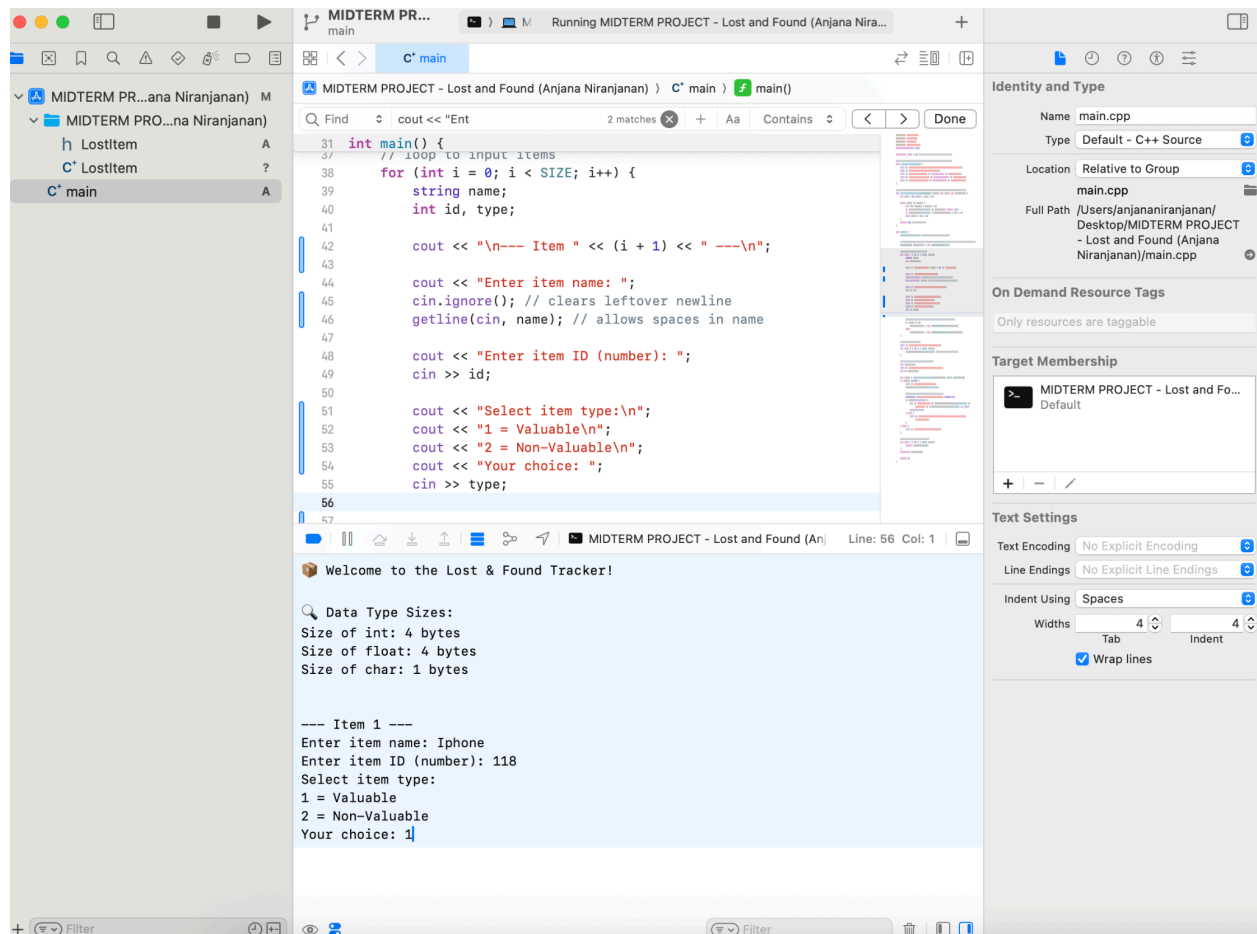 MIDTERM PR...
main
Running MIDTERM PROJECT - Lost and Found (Anjana Nira...
main
MIDTERM PR...ana Niranjanan) M
MIDTERM PRO...na Niranjanan)
h LostItem A
C+ LostItem ?
C+ main A
MIDTERM PROJECT - Lost and Found (Anjana Niranjanan) 〉 C+ main 〉 f main()
Find cout << "Ent 2 matches Aa Contains Done
31 int main() {
37 // loop to input items
38 for (int i = 0; i < SIZE; i++) {
39 string name;
40 int id, type;
41
42 cout << "\n--- Item " << (i + 1) << " ---\n";
43
44 cout << "Enter item name: ";
45 cin.ignore(); // clears leftover newline
46 getline(cin, name); // allows spaces in name
47
48 cout << "Enter item ID (number): ";
49 cin >> id;
50
51 cout << "Select item type:\n";
52 cout << "1 = Valuable\n";
53 cout << "2 = Non-Valuable\n";
54 cout << "Your choice: ";
55 cin >> type;
56
57
MIDTERM PROJECT - Lost and Found (Anj Line: 56 Col: 1
📦 Welcome to the Lost & Found Tracker!
🔍 Data Type Sizes:
Size of int: 4 bytes
Size of float: 4 bytes
Size of char: 1 bytes
--- Item 1 ---
Enter item name: Iphone
Enter item ID (number): 118
Select item type:
1 = Valuable
2 = Non-Valuable
Your choice: 1
Filter
Filter
Identity and Type
Name main.cpp
Type Default - C++ Source
Location Relative to Group
main.cpp
Full Path /Users/anjananiranjanan/
Desktop/MIDTERM PROJECT
- Lost and Found (Anjana
Niranjanan)/main.cpp
On Demand Resource Tags
Only resources are taggable
Target Membership
MIDTERM PROJECT - Lost and Fo...
Default
Text Settings
Text Encoding No Explicit Encoding
Line Endings No Explicit Line Endings
Indent Using Spaces
Widths 4 4
Tab Indent
Wrap lines